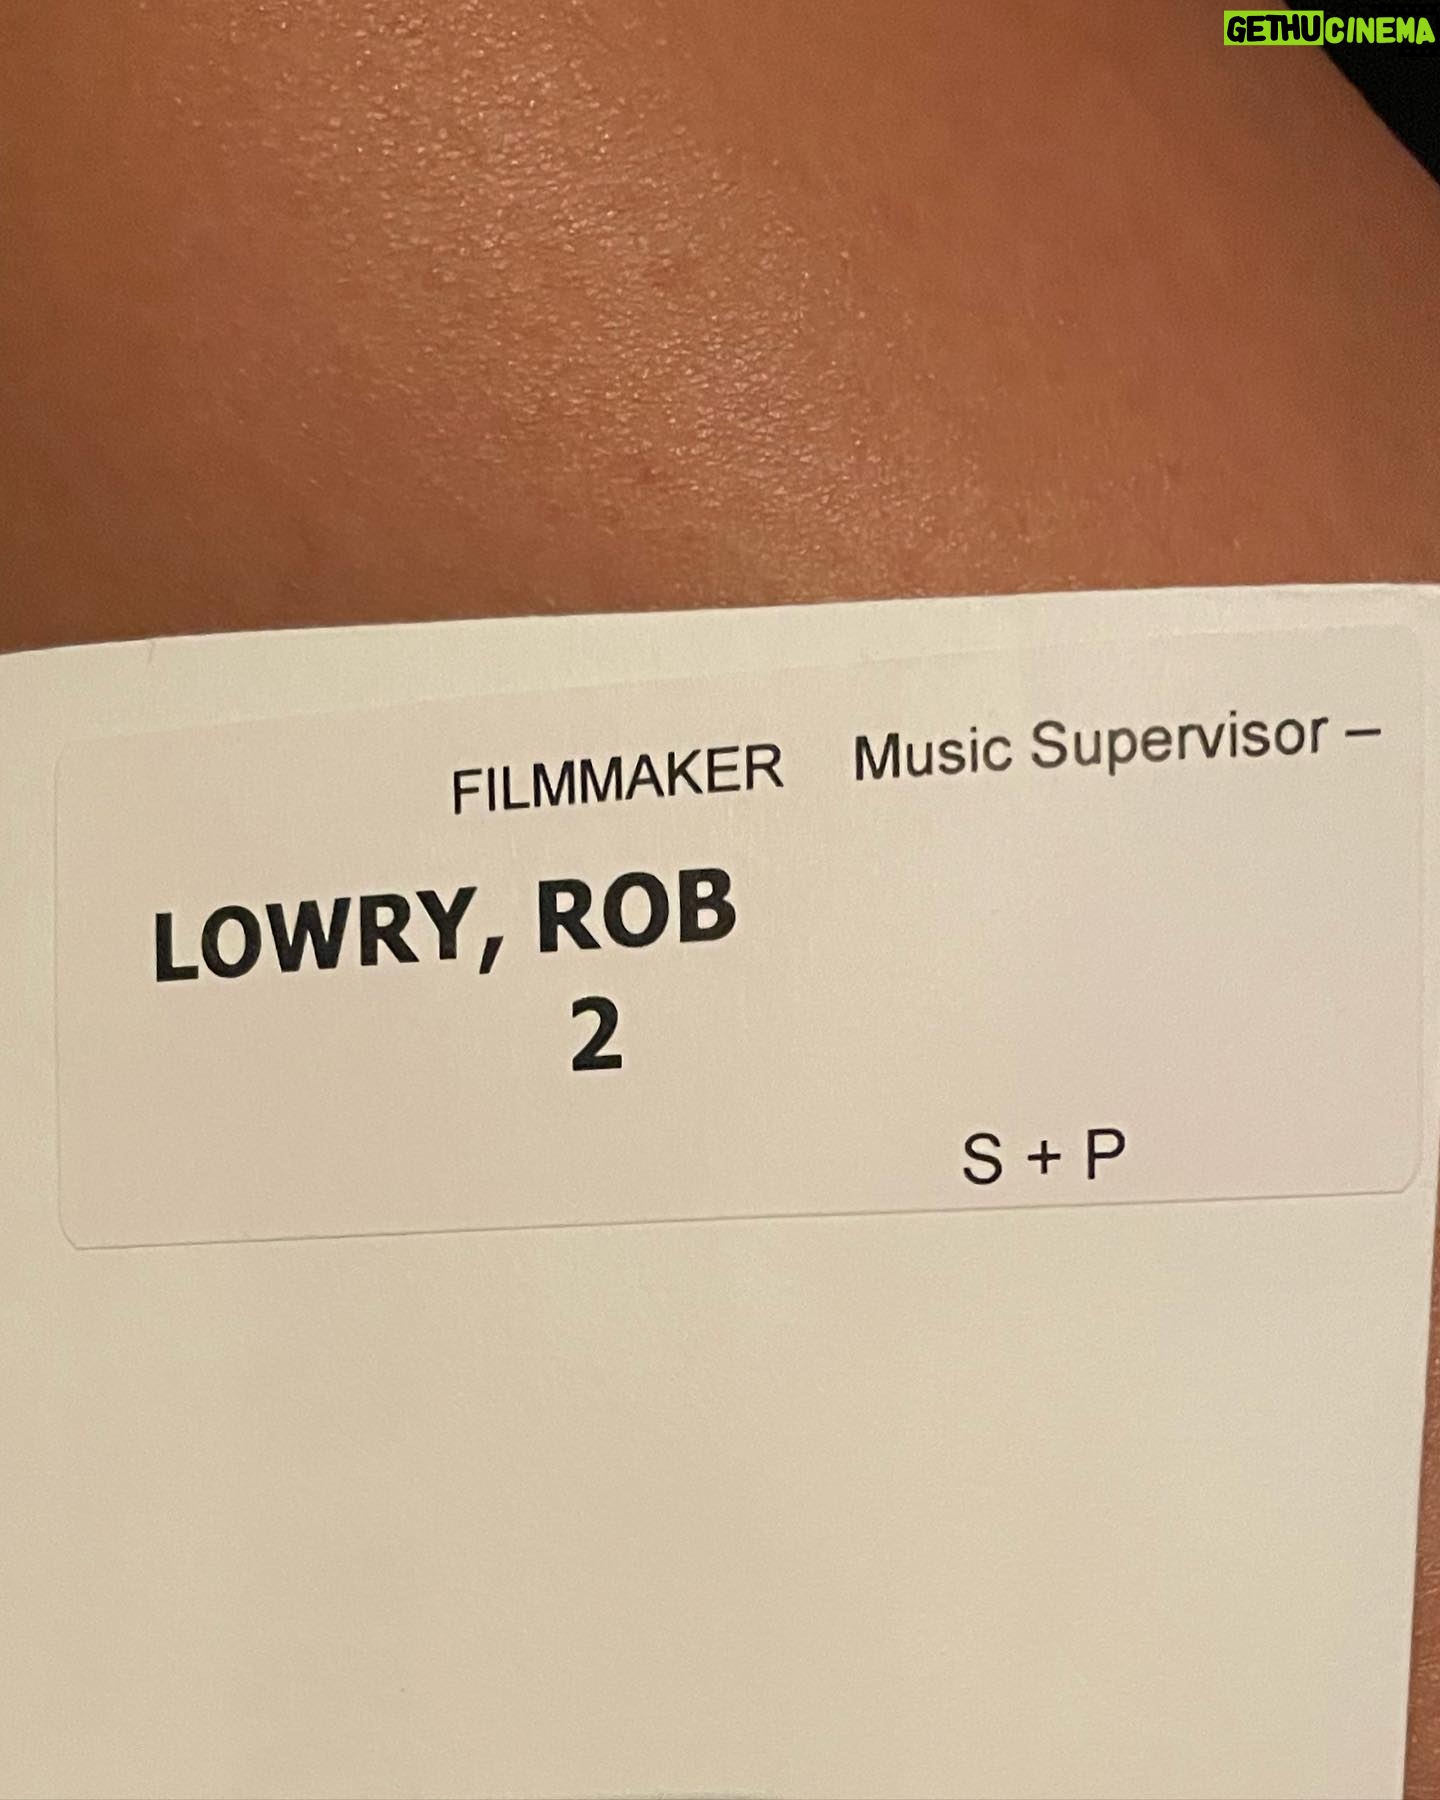 GETHUCINEMA
FILMMAKER Music Supervisor –
LOWRY, ROB
2
S + P